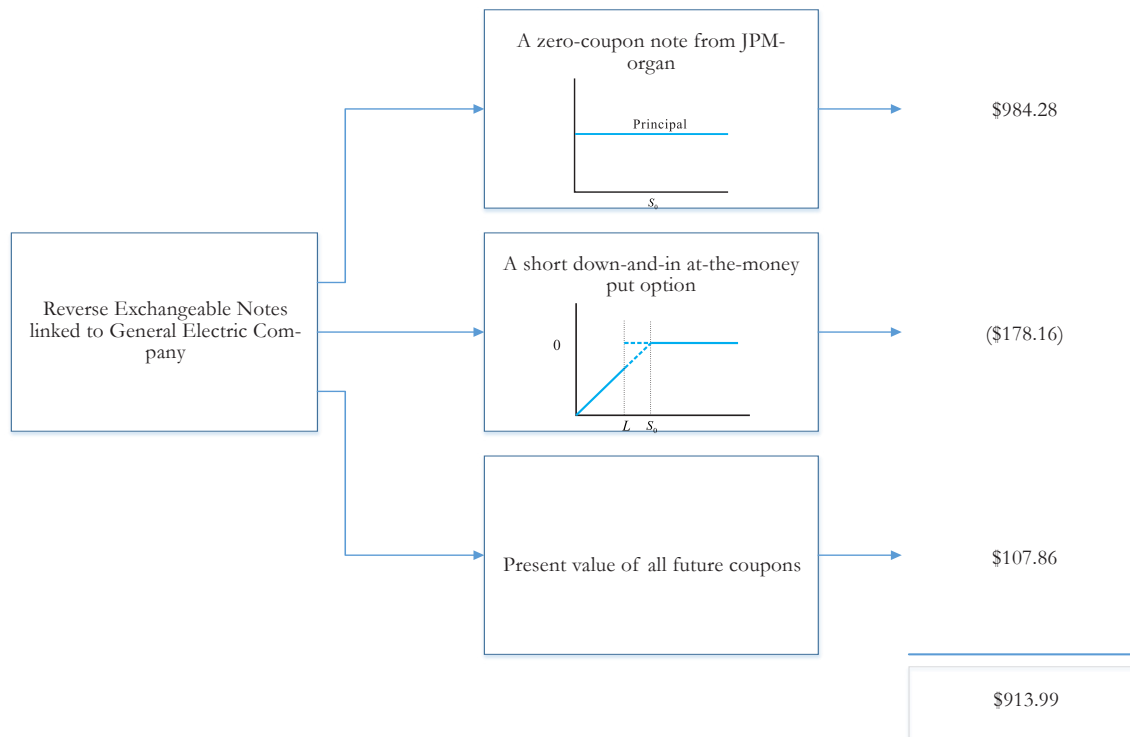 A zero-coupon note from JPM-
organ
Principal
S₀
$984.28
Reverse Exchangeable Notes
linked to General Electric Com-
pany
A short down-and-in at-the-money
put option
0
L S₀
($178.16)
Present value of all future coupons
$107.86
$913.99